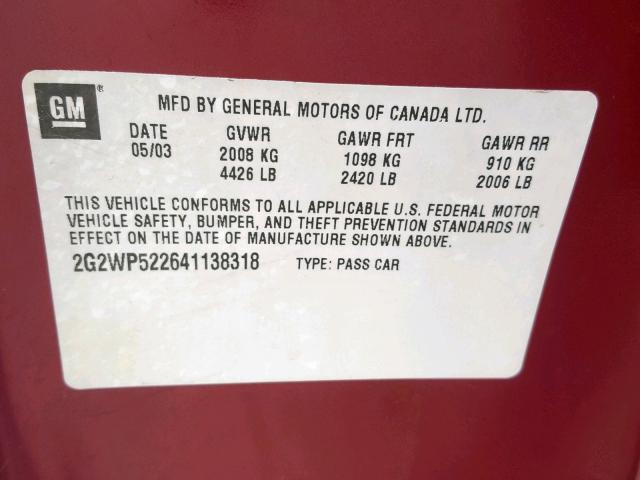 GM ® MFD BY GENERAL MOTORS OF CANADA LTD.
DATE GVWR GAWR FRT GAWR RR
05/03 2008 KG 1098 KG 910 KG
4426 LB 2420 LB 2006 LB
THIS VEHICLE CONFORMS TO ALL APPLICABLE U.S. FEDERAL MOTOR
VEHICLE SAFETY, BUMPER, AND THEFT PREVENTION STANDARDS IN
EFFECT ON THE DATE OF MANUFACTURE SHOWN ABOVE.
2G2WP522641138318 TYPE: PASS CAR